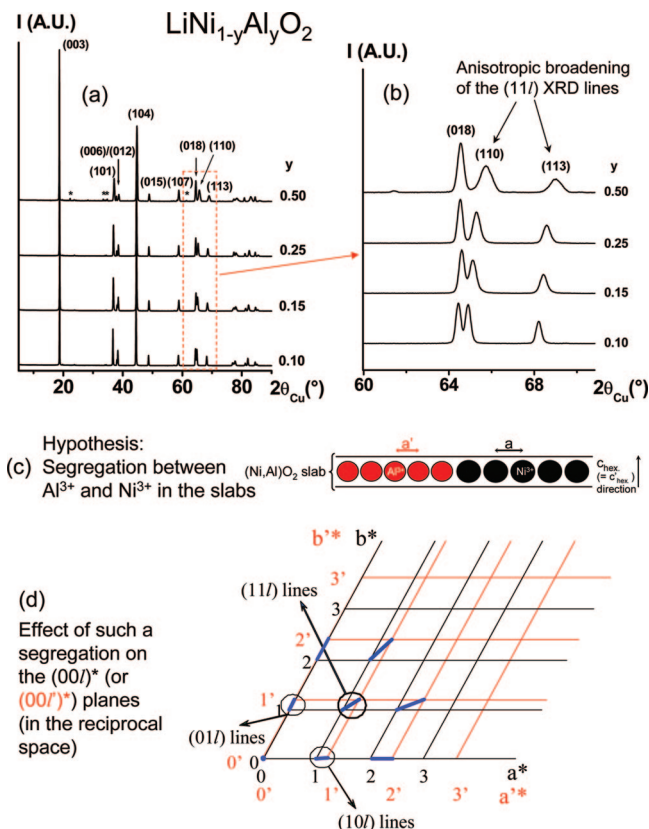 I (A.U.)
LiNi1-yAlyO2
(003)
(a)
(104)
(006)/(012)
(101)
(015)
(107)
(018)
(110)
(113)
*
**
*
y
0.50
0.25
0.15
0.10
20
40
60
80
2θCu(°)
I (A.U.)
(b)
Anisotropic broadening
of the (11l) XRD lines
(018)
(110)
(113)
y
0.50
0.25
0.15
0.10
60
64
68
2θCu(°)
(c)
Hypothesis:
Segregation between
Al3+ and Ni3+ in the slabs
(Ni,Al)O2 slab
a'
a
Al3+
Ni3+
Chex.
(= c'hex.)
direction
(d)
Effect of such a
segregation on
the (00l)* (or
(00l')*) planes
(in the reciprocal
space)
b'*
b*
3'
3
(11l) lines
2'
2
1'
1
(01l) lines
0'
0
0
1
2
3
a*
0'
1'
2'
3'
a'*
(10l) lines